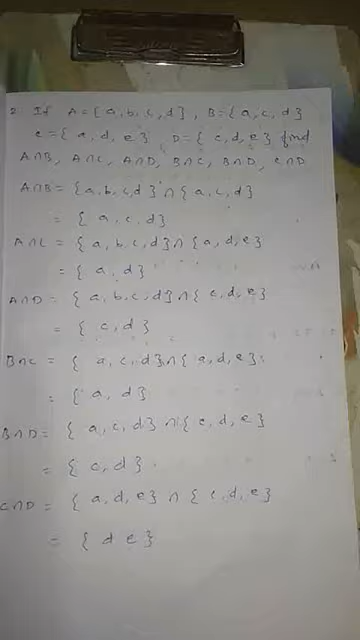 2. If A = {a, b, c, d}, B = {a, c, d}
C = {a, d, e} D = {c, d, e} find
A∩B, A∩C, A∩D, B∩C, B∩D, C∩D
A∩B = {a, b, c, d} ∩ {a, c, d}
= {a, c, d}
A∩C = {a, b, c, d} ∩ {a, d, e}
= {a, d}
A∩D = {a, b, c, d} ∩ {c, d, e}
= {c, d}
B∩C = {a, c, d} ∩ {a, d, e}
= {a, d}
B∩D = {a, c, d} ∩ {c, d, e}
= {c, d}
C∩D = {a, d, e} ∩ {c, d, e}
= {d e}